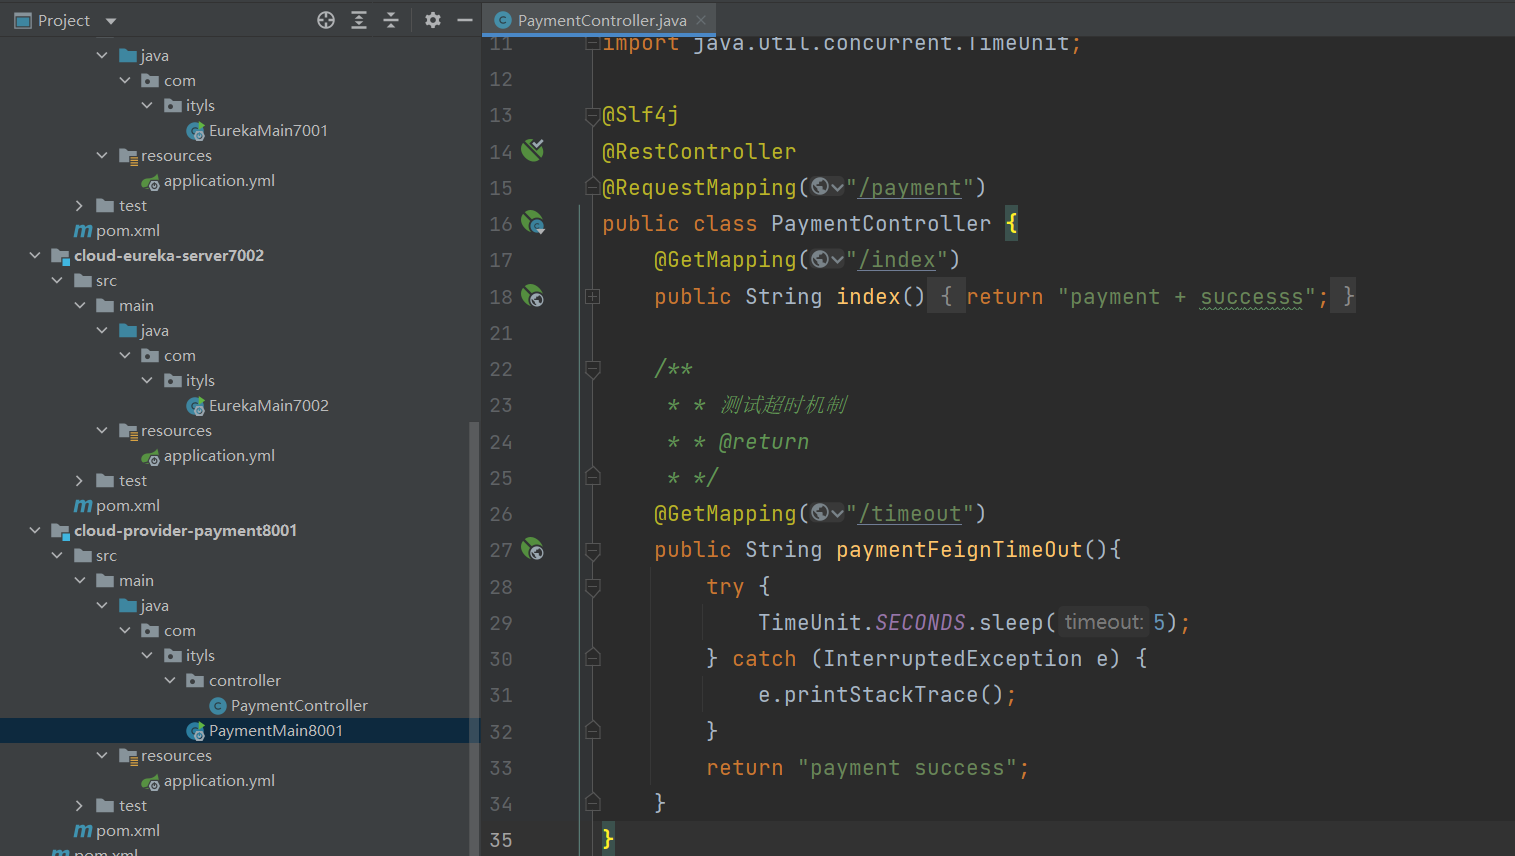 Project
java
com
ityls
EurekaMain7001
resources
application.yml
test
pom.xml
cloud-eureka-server7002
src
main
java
com
ityls
EurekaMain7002
resources
application.yml
test
pom.xml
cloud-provider-payment8001
src
main
java
com
ityls
controller
PaymentController
PaymentMain8001
resources
application.yml
test
pom.xml
pom.xml
PaymentController.java
11 import java.util.concurrent.TimeUnit;
12
13 @Slf4j
14 @RestController
15 @RequestMapping("/payment")
16 public class PaymentController {
17 @GetMapping("/index")
18 public String index() { return "payment + successs"; }
21
22 /**
23 * * 测试超时机制
24 * * @return
25 * */
26 @GetMapping("/timeout")
27 public String paymentFeignTimeOut(){
28 try {
29 TimeUnit.SECONDS.sleep( timeout: 5);
30 } catch (InterruptedException e) {
31 e.printStackTrace();
32 }
33 return "payment success";
34 }
35 }